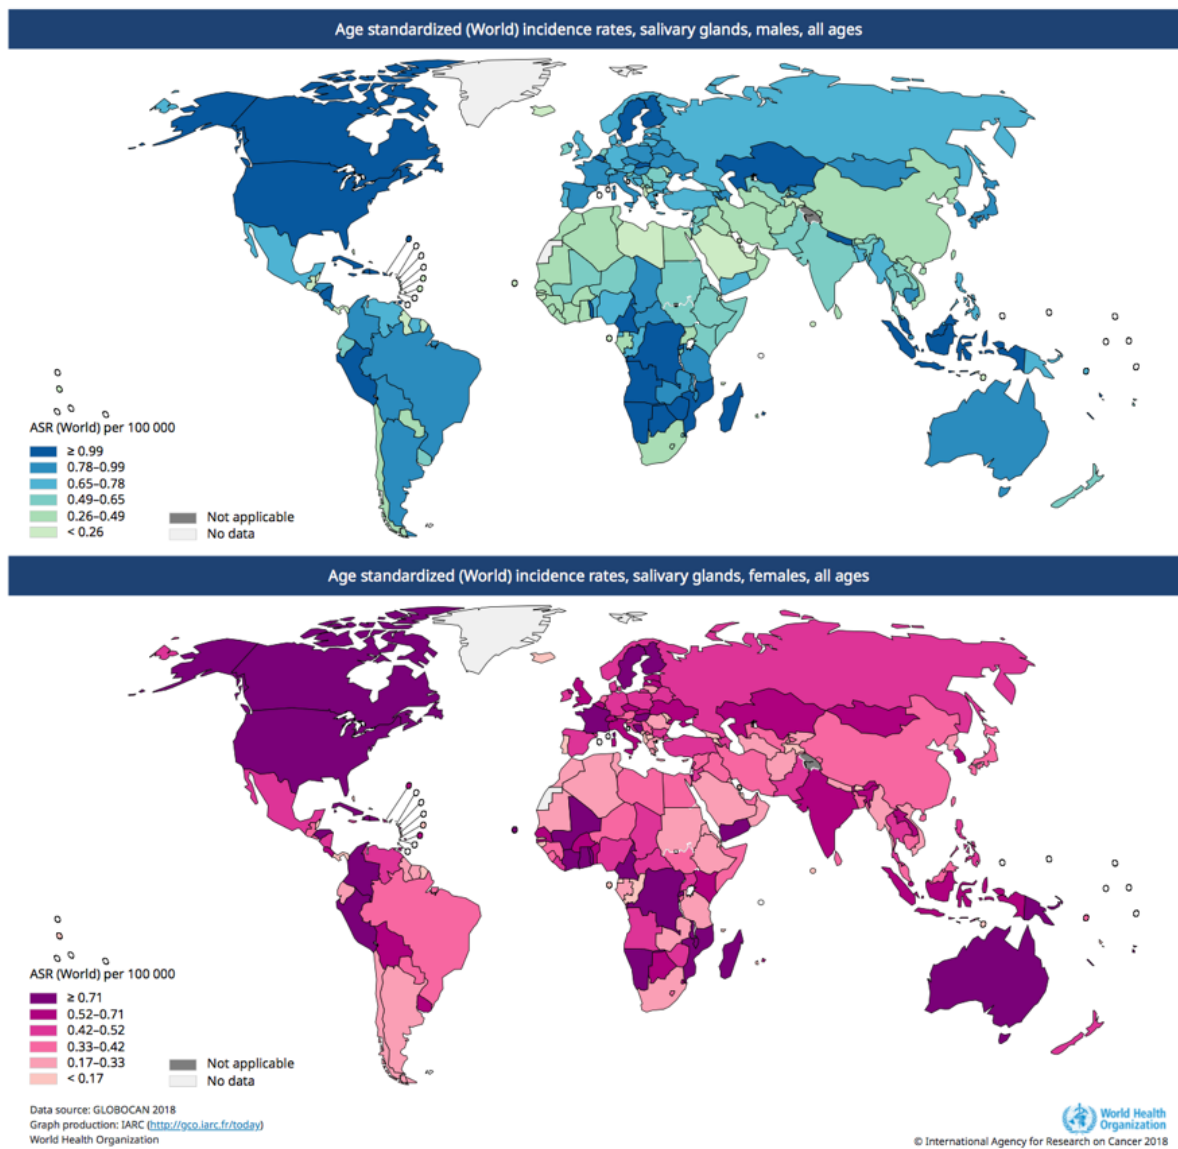 Age standardized (World) incidence rates, salivary glands, males, all ages
ASR (World) per 100 000
≥ 0.99
0.78–0.99
0.65–0.78
0.49–0.65
0.26–0.49
< 0.26
Not applicable
No data
Age standardized (World) incidence rates, salivary glands, females, all ages
ASR (World) per 100 000
≥ 0.71
0.52–0.71
0.42–0.52
0.33–0.42
0.17–0.33
< 0.17
Not applicable
No data
Data source: GLOBOCAN 2018
Graph production: IARC (http://gco.iarc.fr/today)
World Health Organization
World Health
Organization
© International Agency for Research on Cancer 2018